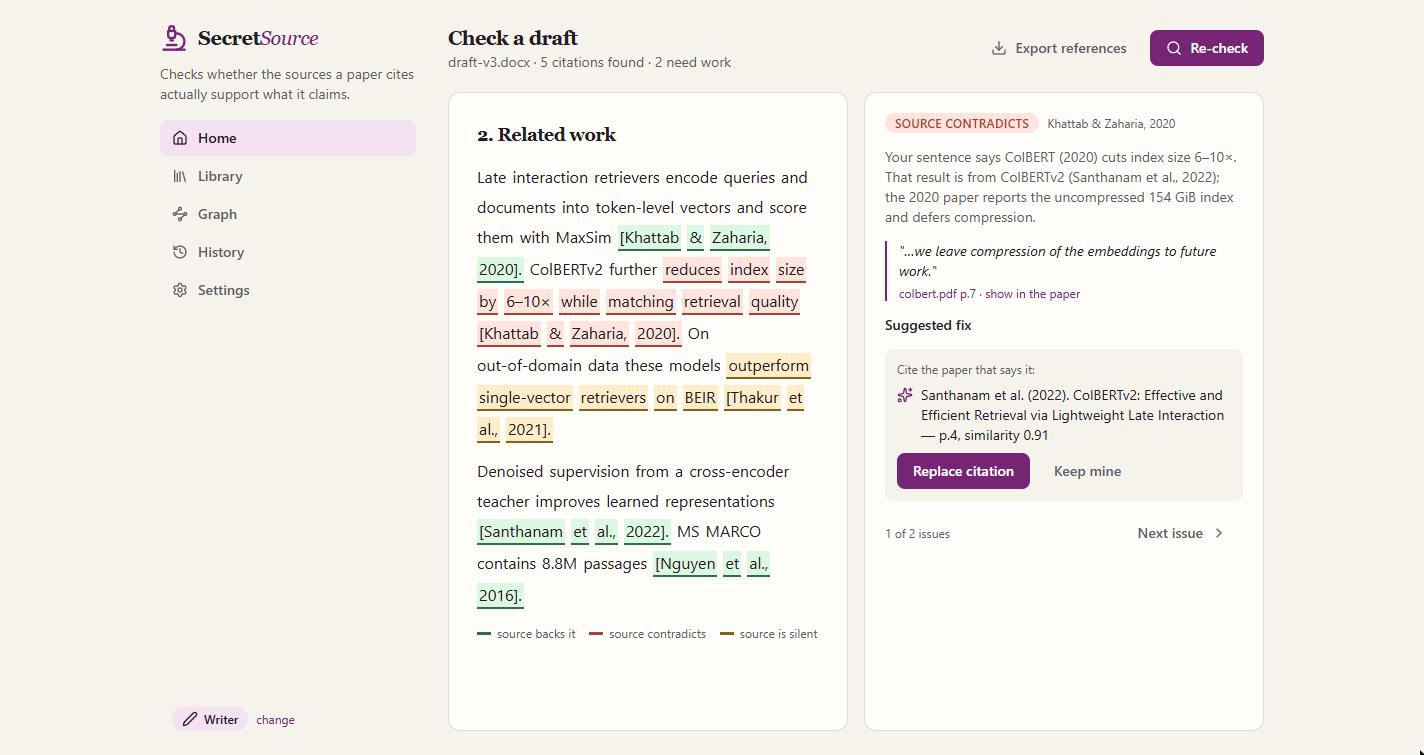 SecretSource
Checks whether the sources a paper cites
actually support what it claims.
Home
Library
Graph
History
Settings
Writer
change
Check a draft
draft-v3.docx · 5 citations found · 2 need work
Export references
Re-check
2. Related work
Late interaction retrievers encode queries and
documents into token-level vectors and score
them with MaxSim [Khattab & Zaharia,
2020]. ColBERTv2 further reduces index size
by 6–10× while matching retrieval quality
[Khattab & Zaharia, 2020]. On
out-of-domain data these models outperform
single-vector retrievers on BEIR [Thakur et
al., 2021].
Denoised supervision from a cross-encoder
teacher improves learned representations
[Santhanam et al., 2022]. MS MARCO
contains 8.8M passages [Nguyen et al.,
2016].
source backs it
source contradicts
source is silent
SOURCE CONTRADICTS
Khattab & Zaharia, 2020
Your sentence says ColBERT (2020) cuts index size 6–10×.
That result is from ColBERTv2 (Santhanam et al., 2022);
the 2020 paper reports the uncompressed 154 GiB index
and defers compression.
"…we leave compression of the embeddings to future
work."
colbert.pdf p.7 · show in the paper
Suggested fix
Cite the paper that says it:
Santhanam et al. (2022). ColBERTv2: Effective and
Efficient Retrieval via Lightweight Late Interaction
— p.4, similarity 0.91
Replace citation
Keep mine
1 of 2 issues
Next issue